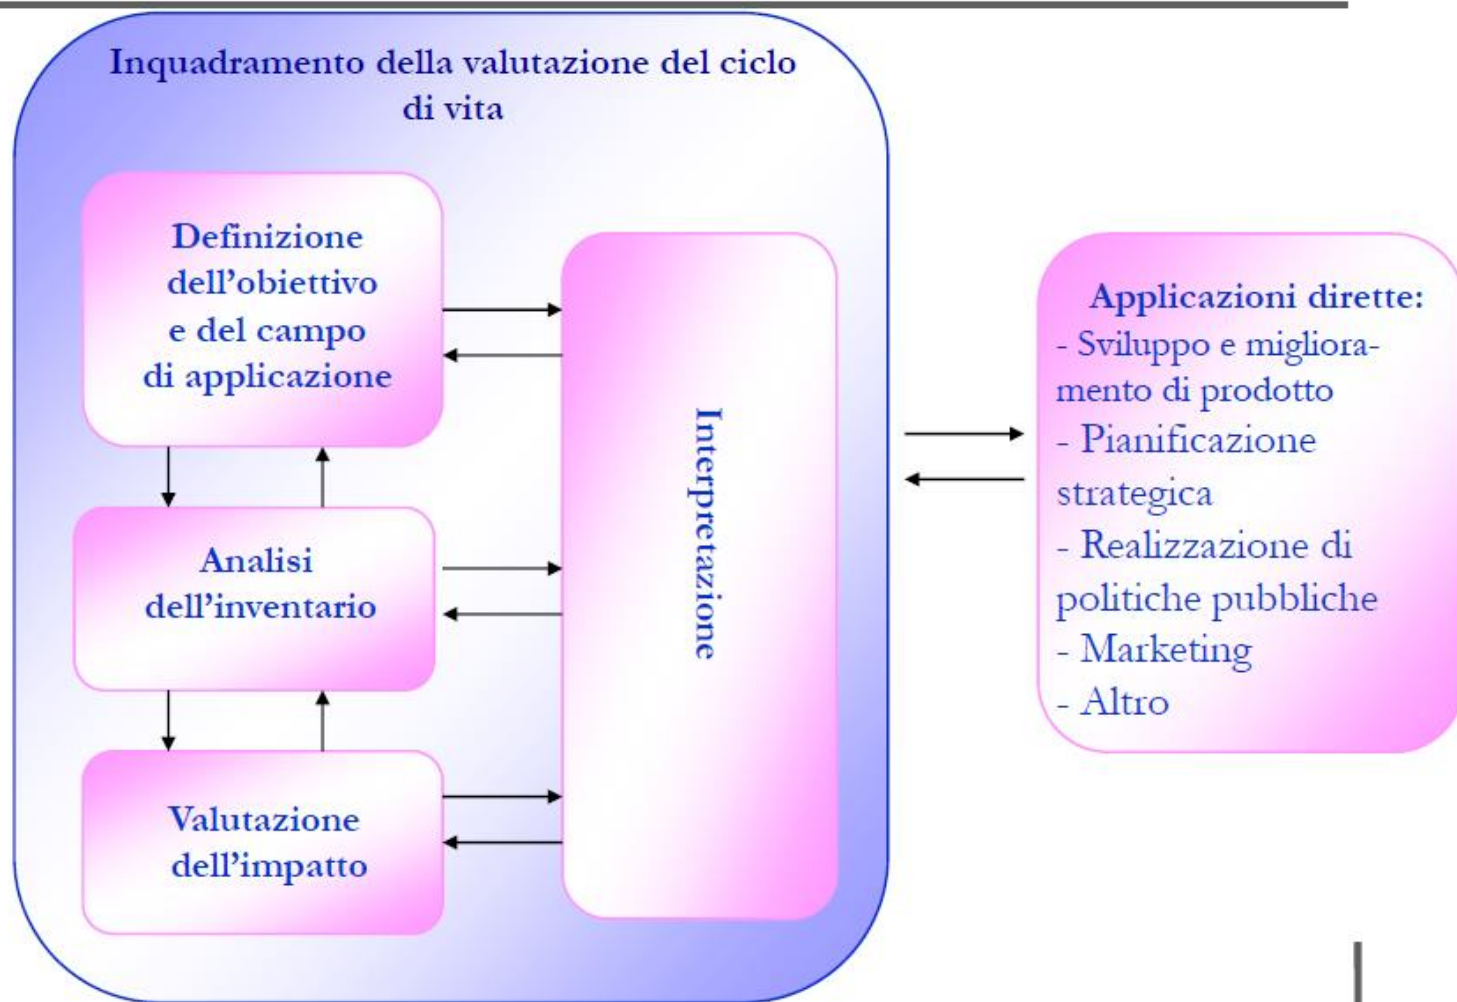 Inquadramento della valutazione del ciclo
di vita
Definizione
dell'obiettivo
e del campo
di applicazione
Analisi
dell'inventario
Valutazione
dell'impatto
Interpretazione
Applicazioni dirette:
- Sviluppo e migliora-
mento di prodotto
- Pianificazione
strategica
- Realizzazione di
politiche pubbliche
- Marketing
- Altro